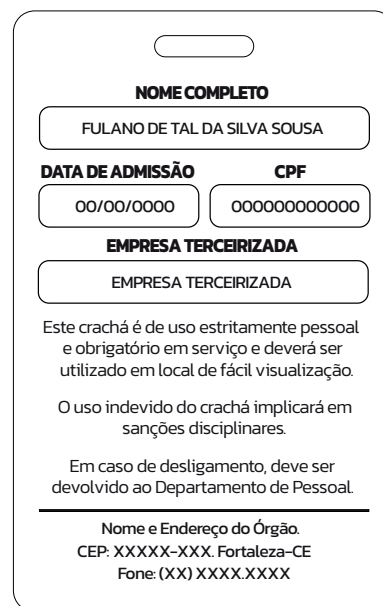 NOME COMPLETO
FULANO DE TAL DA SILVA SOUSA
DATA DE ADMISSÃO CPF
00/00/0000 000000000000
EMPRESA TERCEIRIZADA
EMPRESA TERCEIRIZADA
Este crachá é de uso estritamente pessoal
e obrigatório em serviço e deverá ser
utilizado em local de fácil visualização.
O uso indevido do crachá implicará em
sanções disciplinares.
Em caso de desligamento, deve ser
devolvido ao Departamento de Pessoal.
Nome e Endereço do Órgão.
CEP: XXXXX-XXX. Fortaleza-CE
Fone: (XX) XXXX.XXXX